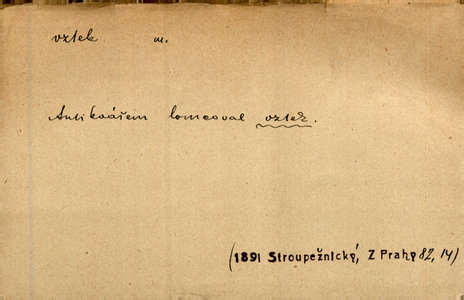 vztek m.
Antikvářem lomcoval vztek.
(1891 Stroupežnický, Z Prahy 82, 14)